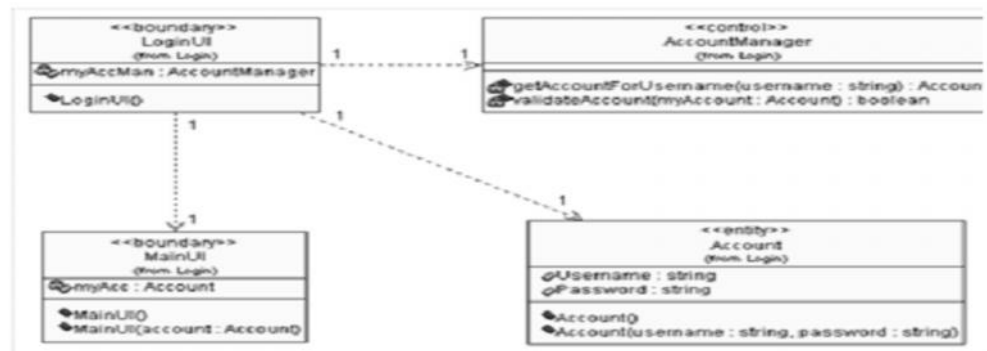 <<boundary>>
LoginUI
(from Login)
myAccMan : AccountManager
LoginUI()
1
1
<<control>>
AccountManager
(from Login)
getAccountForUsername(username : string) : Accoun
validateAccount(myAccount : Account) : boolean
1
1
1
1
<<boundary>>
MainUI
(from Login)
myAcc : Account
MainUI()
MainUI(account : Account)
<<entity>>
Account
(from Login)
Username : string
Password : string
Account()
Account(username : string, password : string)